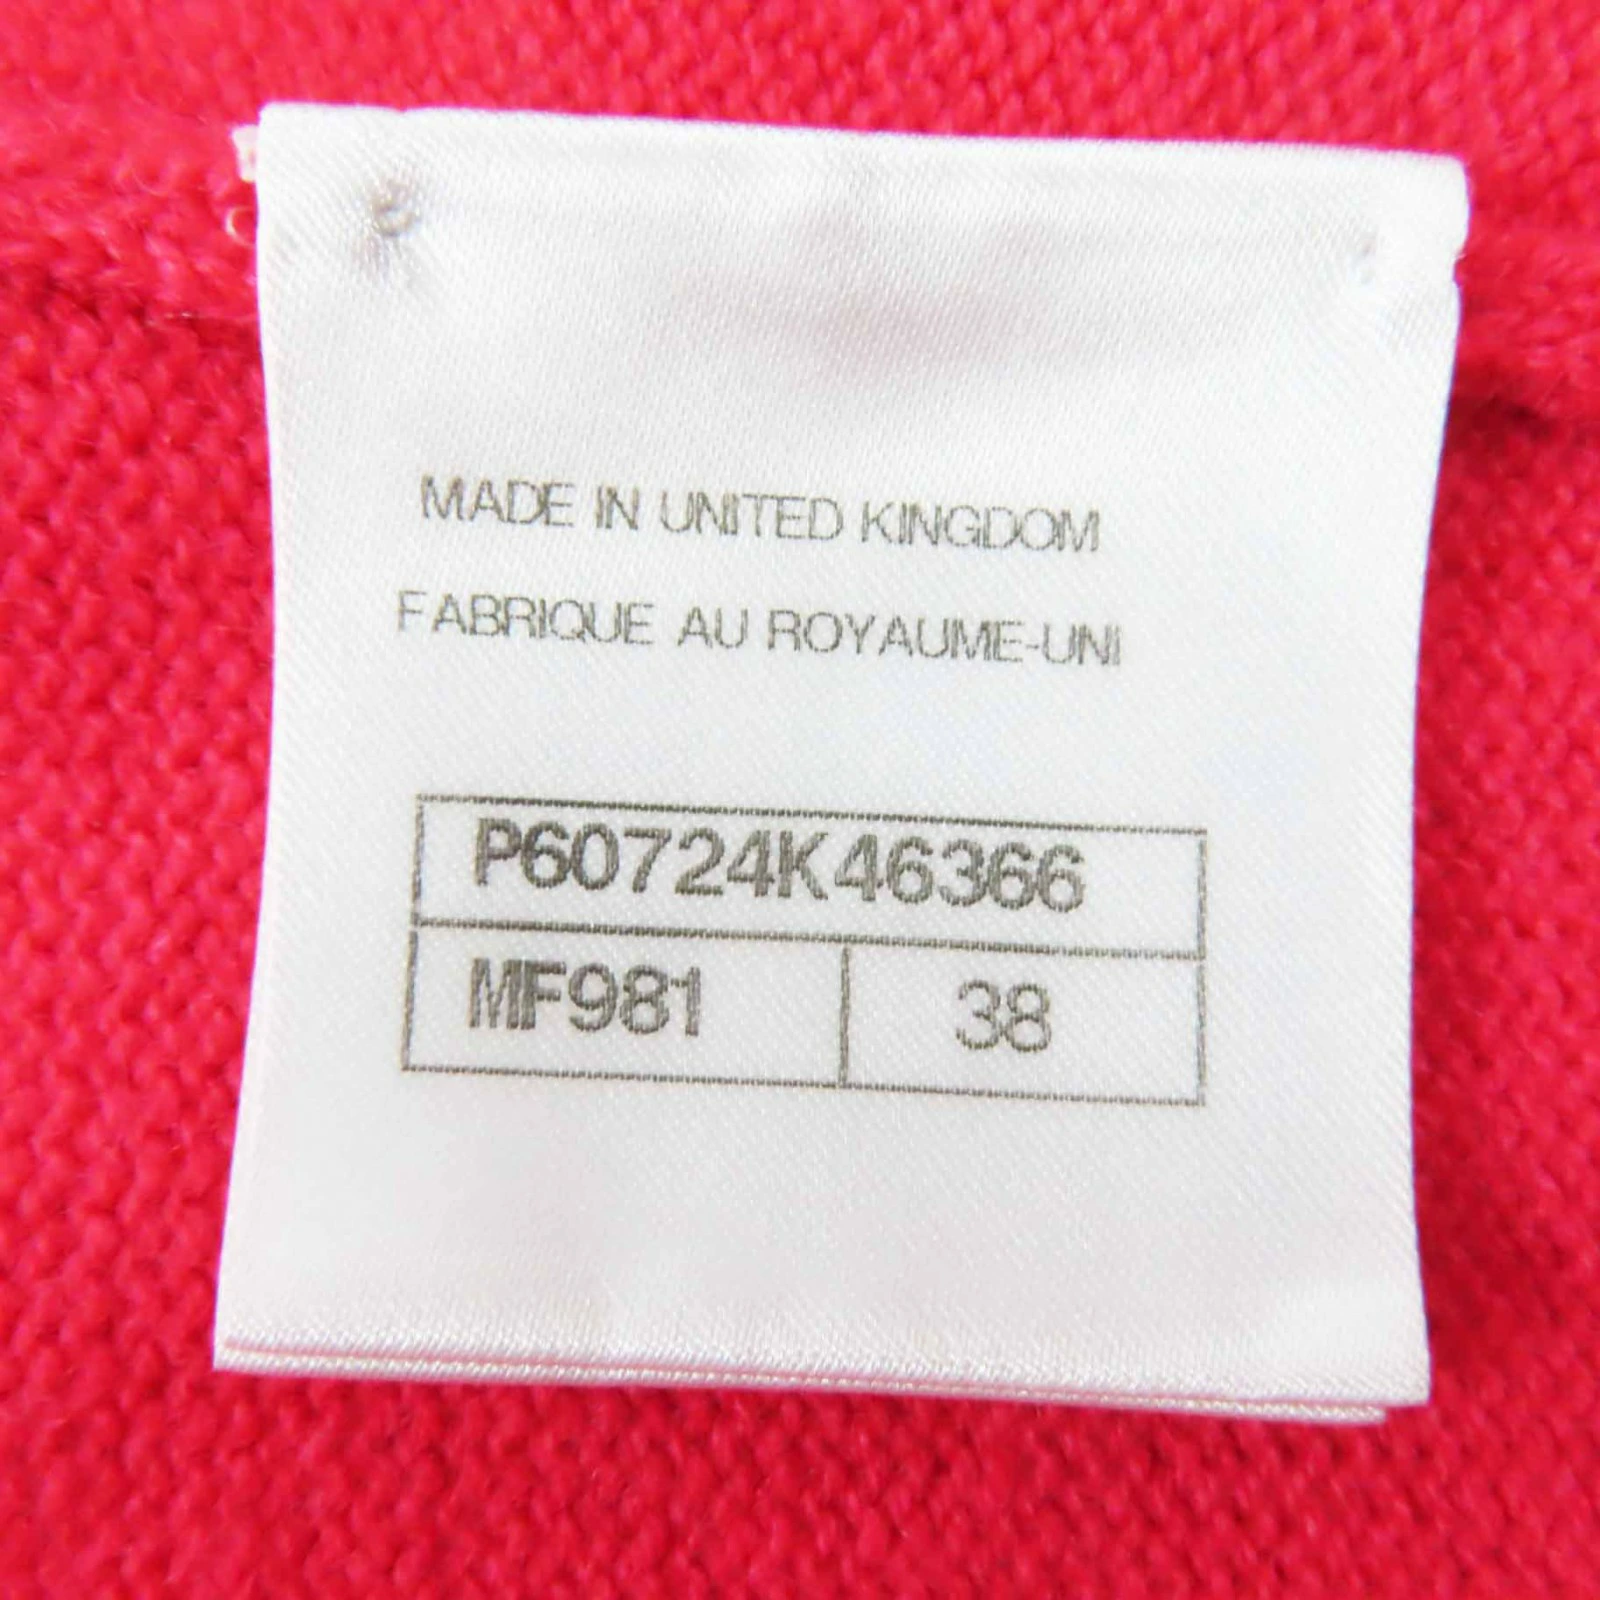 MADE IN UNITED KINGDOM
FABRIQUE AU ROYAUME-UNI
P60724K46366
MF981 38